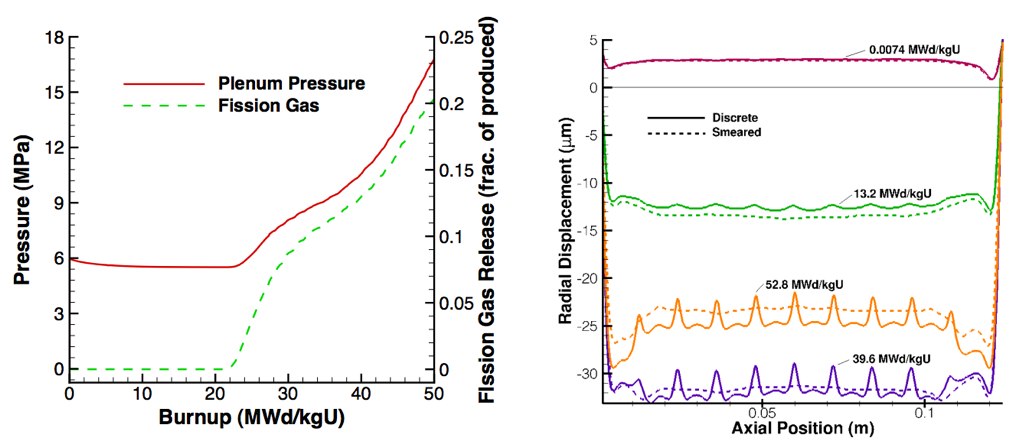 18
15
12
9
6
3
0
Pressure (MPa)
Plenum Pressure
Fission Gas
0.25
0.2
0.15
0.1
0.05
0
FIssion Gas Release (frac. of produced)
0
10
20
30
40
50
Burnup (MWd/kgU)
5
0
-5
-10
-15
-20
-25
-30
Radial Displacement (μm)
0.0074 MWd/kgU
Discrete
Smeared
13.2 MWd/kgU
52.8 MWd/kgU
39.6 MWd/kgU
0.05
0.1
Axial Position (m)